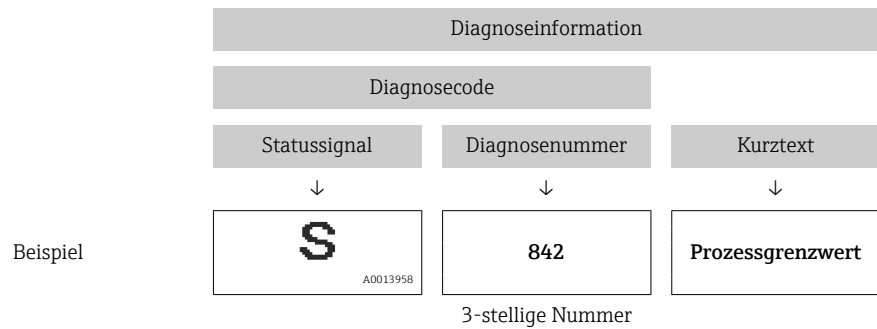 Diagnoseinformation
Diagnosecode
Statussignal Diagnosenummer Kurztext
↓ ↓ ↓
Beispiel S 842 Prozessgrenzwert
A0013958
3-stellige Nummer